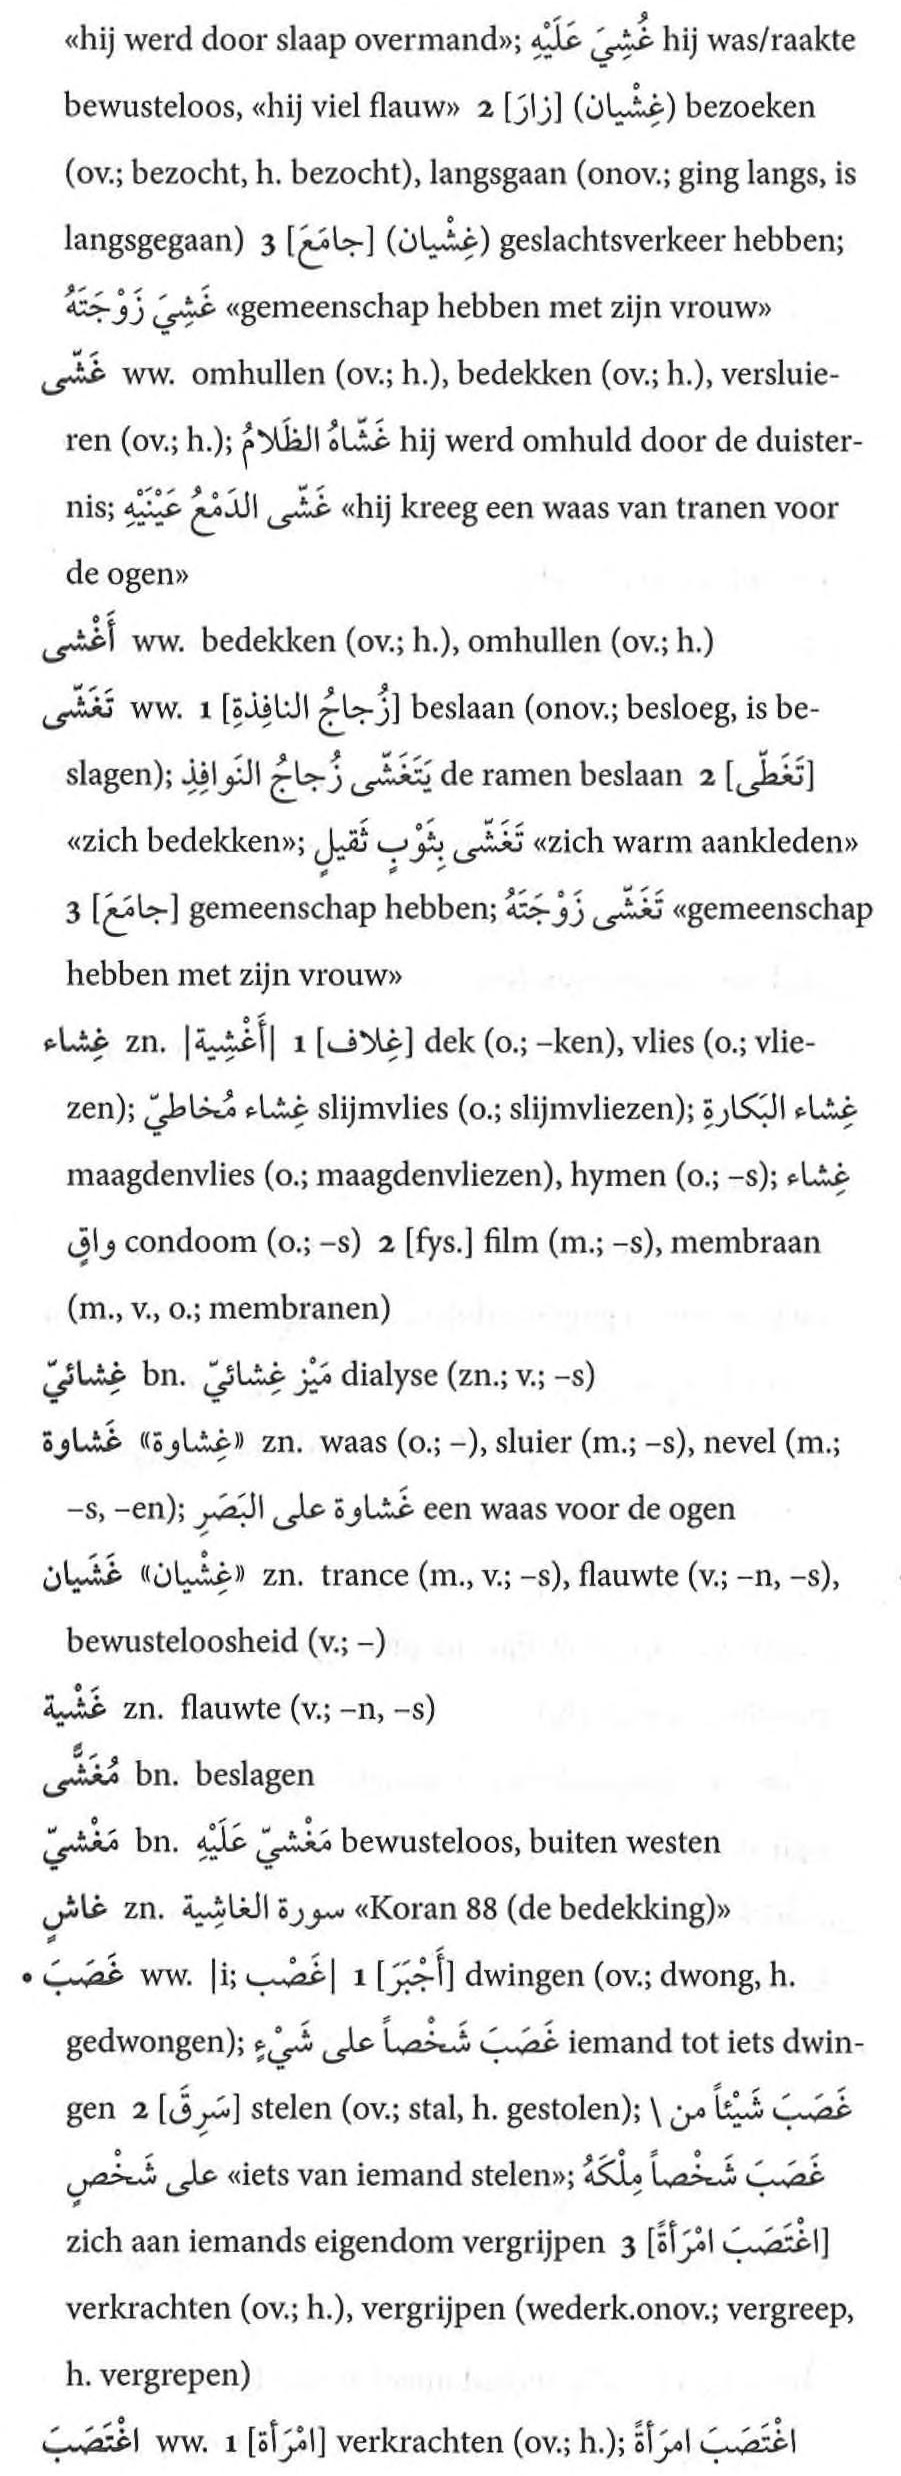 «hij werd door slaap overmand»; غُشِيَ عَلَيْهِ hij was/raakte
bewusteloos, «hij viel flauw» 2 [زارَ] (غِشْيان) bezoeken
(ov.; bezocht, h. bezocht), langsgaan (onov.; ging langs, is
langsgegaan) 3 [جامَعَ] (غِشْيان) geslachtsverkeer hebben;
غَشِيَ زَوْجَتَهُ «gemeenschap hebben met zijn vrouw»
غَشّى ww. omhullen (ov.; h.), bedekken (ov.; h.), versluie-
ren (ov.; h.); غَشّاهُ الظَلامُ hij werd omhuld door de duister-
nis; غَشّى الدَمْعُ عَيْنَيْهِ «hij kreeg een waas van tranen voor
de ogen»
أَغْشى ww. bedekken (ov.; h.), omhullen (ov.; h.)
تَغَشّى ww. 1 [زُجاجُ النافِذةِ] beslaan (onov.; besloeg, is be-
slagen); يَتَغَشّى زُجاجُ النَوافِذِ de ramen beslaan 2 [تَغَطّى]
«zich bedekken»; تَغَشّى بِثَوْبٍ ثَقيلٍ «zich warm aankleden»
3 [جامَعَ] gemeenschap hebben; تَغَشّى زَوْجَتَهُ «gemeenschap
hebben met zijn vrouw»
غِشاء zn. |أَغْشِية| 1 [غِلاف] dek (o.; –ken), vlies (o.; vlie-
zen); غِشاء مُخاطيّ slijmvlies (o.; slijmvliezen); غِشاء البَكارةِ
maagdenvlies (o.; maagdenvliezen), hymen (o.; –s); غِشاء
واقٍ condoom (o.; –s) 2 [fys.] film (m.; –s), membraan
(m., v., o.; membranen)
غِشائيّ bn. مَيْز غِشائيّ dialyse (zn.; v.; –s)
غَشاوة «غِشاوة» zn. waas (o.; –), sluier (m.; –s), nevel (m.;
–s, –en); غَشاوة على البَصَرِ een waas voor de ogen
غَشَيان «غِشْيان» zn. trance (m., v.; –s), flauwte (v.; –n, –s),
bewusteloosheid (v.; –)
غَشْية zn. flauwte (v.; –n, –s)
مُغَشًّى bn. beslagen
مَغْشيّ bn. مَغْشيّ عَلَيْهِ bewusteloos, buiten westen
غاشٍ zn. سورة الغاشِية «Koran 88 (de bedekking)»
• غَصَبَ ww. |i; غَصْب| 1 [أَجْبَرَ] dwingen (ov.; dwong, h.
gedwongen); غَصَبَ شَخْصاً على شَيْءٍ iemand tot iets dwin-
gen 2 [سَرِقَ] stelen (ov.; stal, h. gestolen); غَصَبَ شَيْئاً من \
على شَخْصٍ «iets van iemand stelen»; غَصَبَ شَخْصاً مِلْكَهُ
zich aan iemands eigendom vergrijpen 3 [اغْتَصَبَ امْرَأةً]
verkrachten (ov.; h.), vergrijpen (wederk.onov.; vergreep,
h. vergrepen)
اغْتَصَبَ ww. 1 [امْرَأة] verkrachten (ov.; h.); اغْتَصَبَ امرَأةً